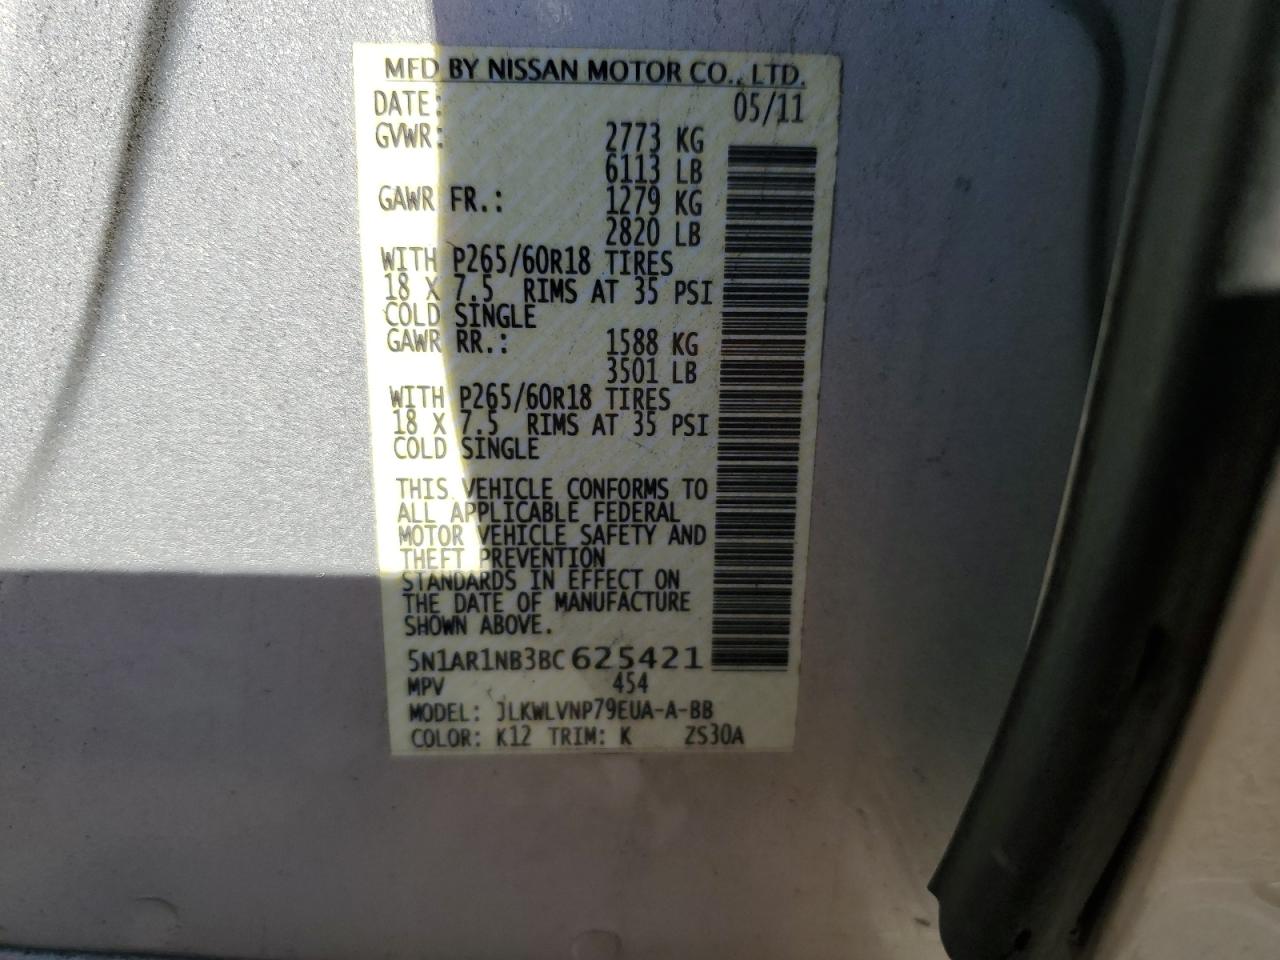 MFD BY NISSAN MOTOR CO., LTD.
DATE: 05/11
GVWR: 2773 KG
6113 LB
GAWR FR.: 1279 KG
2820 LB
WITH P265/60R18 TIRES
18 X 7.5 RIMS AT 35 PSI
COLD SINGLE
GAWR RR.: 1588 KG
3501 LB
WITH P265/60R18 TIRES
18 X 7.5 RIMS AT 35 PSI
COLD SINGLE
THIS VEHICLE CONFORMS TO
ALL APPLICABLE FEDERAL
MOTOR VEHICLE SAFETY AND
THEFT PREVENTION
STANDARDS IN EFFECT ON
THE DATE OF MANUFACTURE
SHOWN ABOVE.
5N1AR1NB3BC625421
MPV 454
MODEL: JLKWLVNP79EUA-A-BB
COLOR: K12 TRIM: K ZS30A